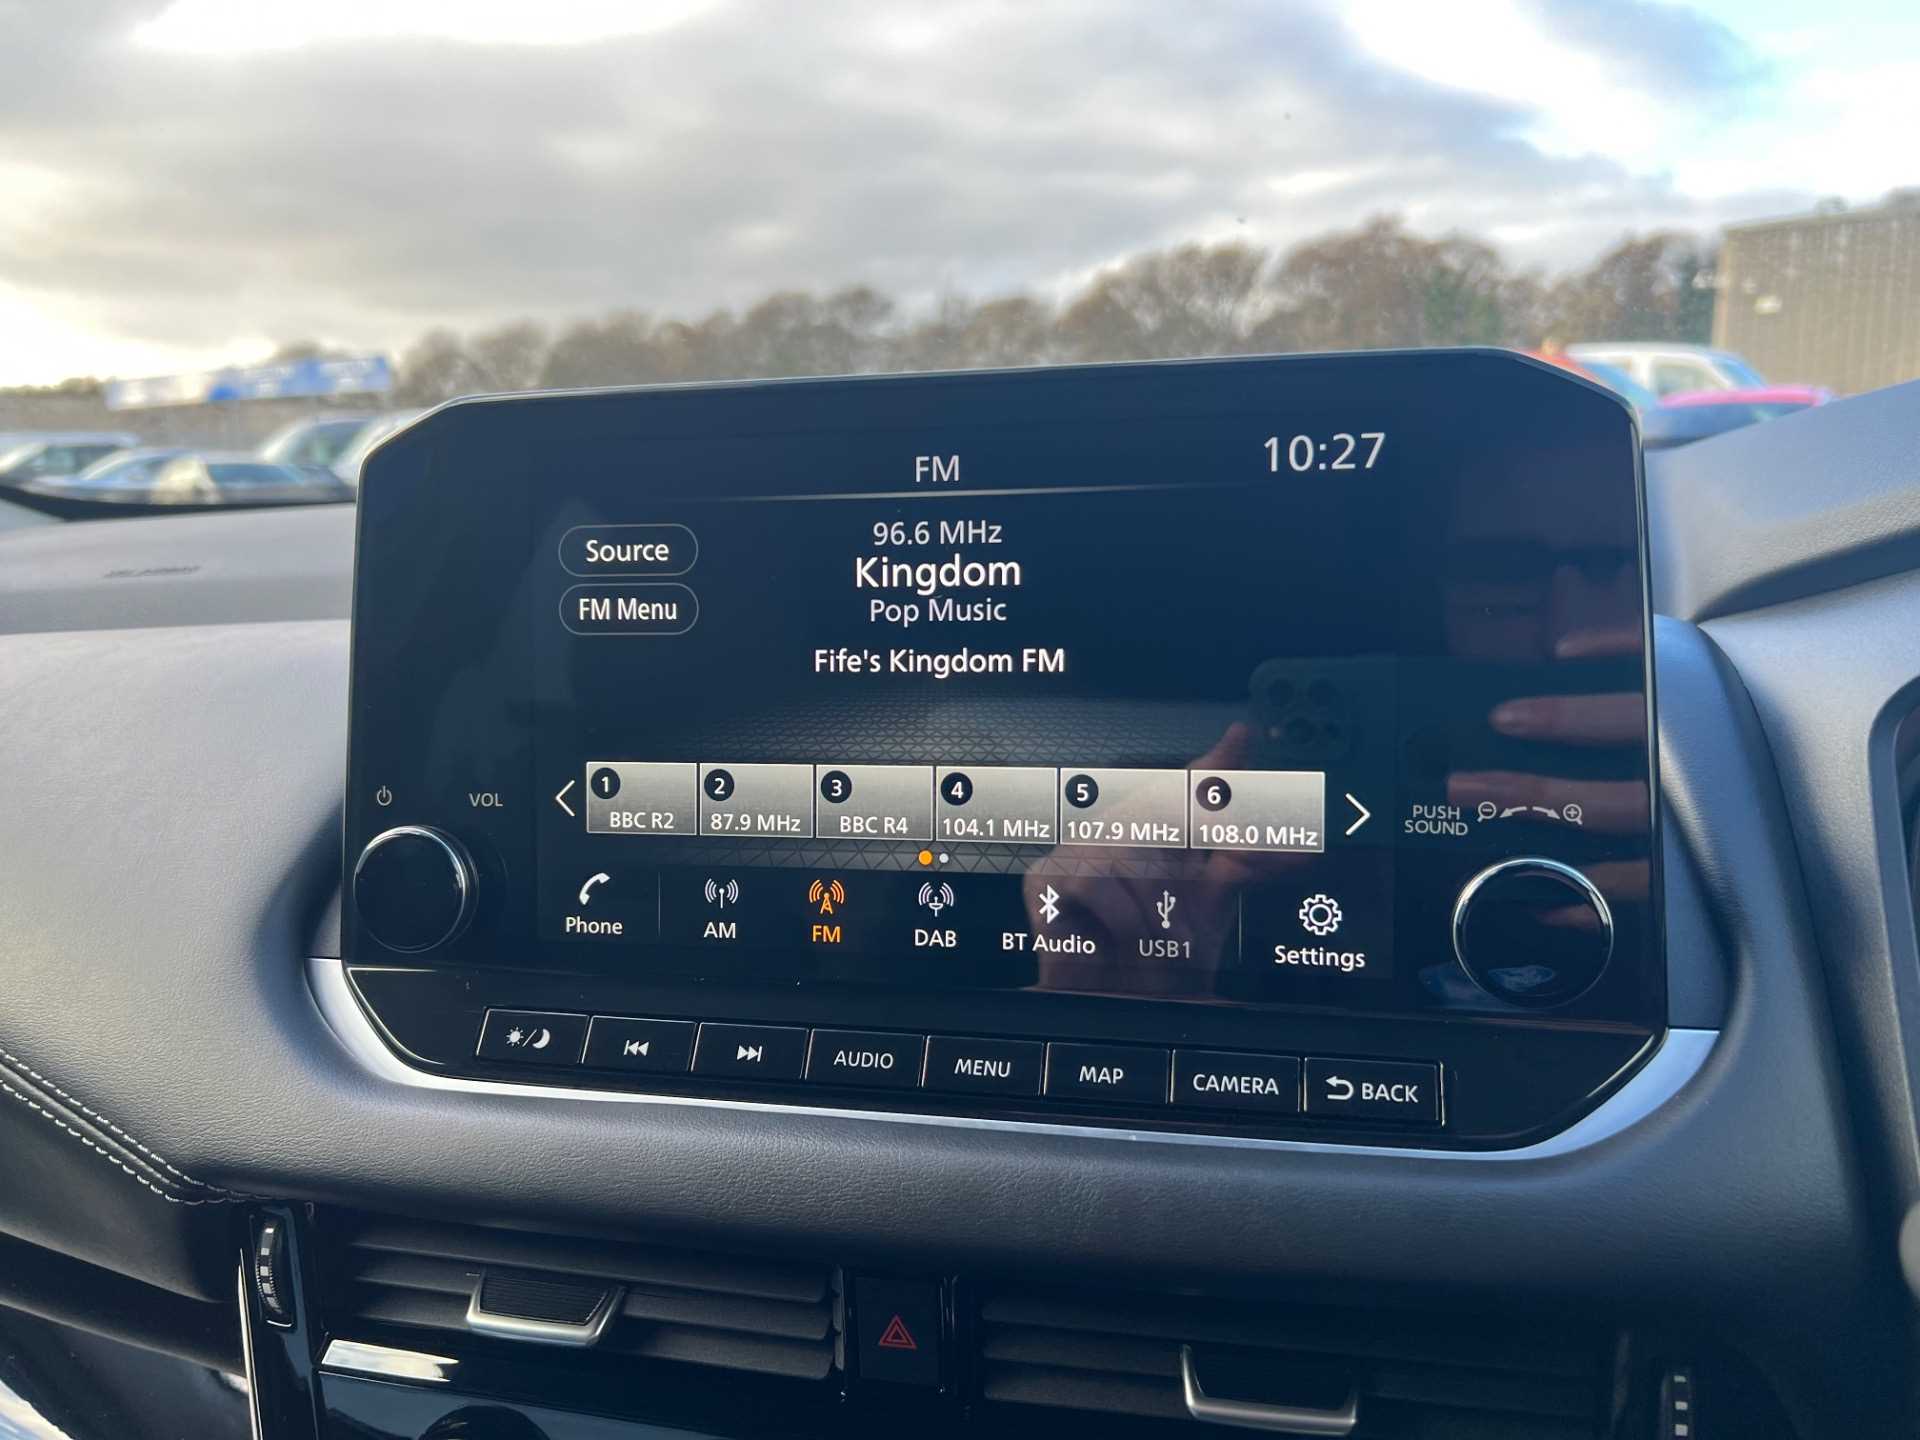 FM
10:27
Source
96.6 MHz
Kingdom
FM Menu
Pop Music
Fife's Kingdom FM
VOL
1
BBC R2
2
87.9 MHz
3
BBC R4
4
104.1 MHz
5
107.9 MHz
6
108.0 MHz
PUSH
SOUND
Phone
AM
FM
DAB
BT Audio
USB1
Settings
AUDIO
MENU
MAP
CAMERA
BACK